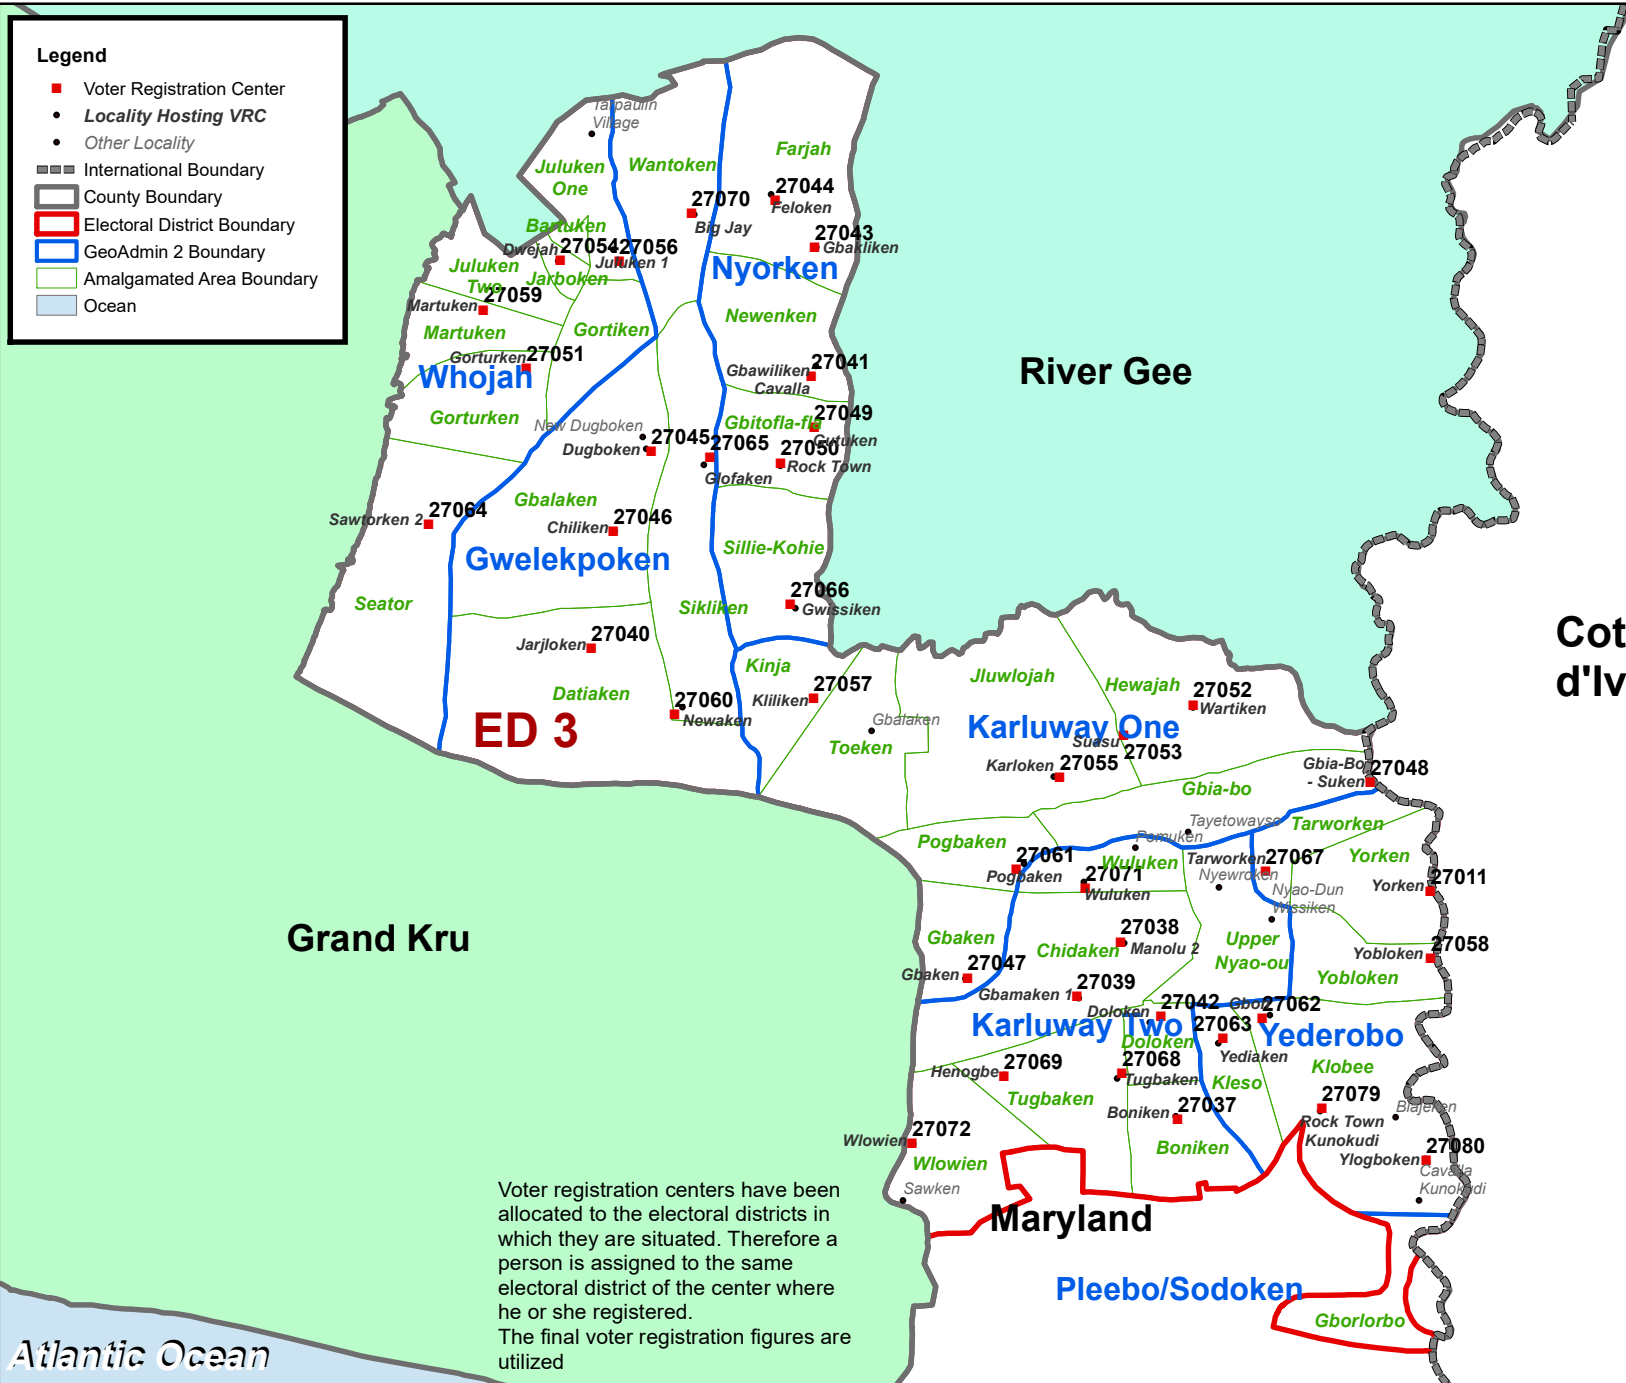 Legend
Voter Registration Center
Locality Hosting VRC
Other Locality
International Boundary
County Boundary
Electoral District Boundary
GeoAdmin 2 Boundary
Amalgamated Area Boundary
Ocean
Tarpaulin
Village
Juluken
One
Wantoken
Farjah
27070
Big Jay
27044
Feloken
27043
Gbakliken
Bartuken
Dwejah
27054
27056
Juluken 1
Jarboken
Juluken
Two
27059
Martuken
Martuken
Nyorken
Newenken
Gortiken
Gorturken
27051
Whojah
Gorturken
Gbawiliken
Cavalla
27041
Gbitofla-fla
27049
Gutuken
27050
Rock Town
New Dugboken
Dugboken
27045
27065
Glofaken
Gbalaken
Sawtorken 2
27064
Chiliken
27046
Gwelekpoken
Sillie-Kohie
Seator
Sikliken
27066
Gwissiken
Jarjloken
27040
Datiaken
27060
Newaken
ED 3
Kinja
Kliliken
27057
River Gee
Cot
d'Iv
Toeken
Gbalaken
Jluwlojah
Hewajah
27052
Wartiken
Karluway One
Suasu
27053
Karloken
27055
Gbia-Bo
- Suken
27048
Gbia-bo
Tayetowayso
Tarworken
Pogbaken
27061
Pogbaken
Pemuken
Wuluken
27071
Wuluken
Tarworken
27067
Nyewroken
Yorken
Yorken
27011
Nyao-Dun
Wissiken
Gbaken
Gbaken
27047
Chidaken
27038
Manolu 2
Upper
Nyao-ou
Yobloken
27058
Yobloken
Gbamaken 1
27039
Doloken
27042
Karluway Two
Doloken
Gbolo
27062
27063
Yediaken
Yederobo
Klobee
Henogbe
27069
Tugbaken
27068
Tugbaken
Kleso
Boniken
27037
Boniken
27079
Rock Town
Kunokudi
Blajeken
Ylogboken
27080
Cavalla
Kunokudi
Wlowien
27072
Wlowien
Sawken
Grand Kru
Maryland
Pleebo/Sodoken
Gborlorbo
Voter registration centers have been
allocated to the electoral districts in
which they are situated. Therefore a
person is assigned to the same
electoral district of the center where
he or she registered.
The final voter registration figures are
utilized
Atlantic Ocean